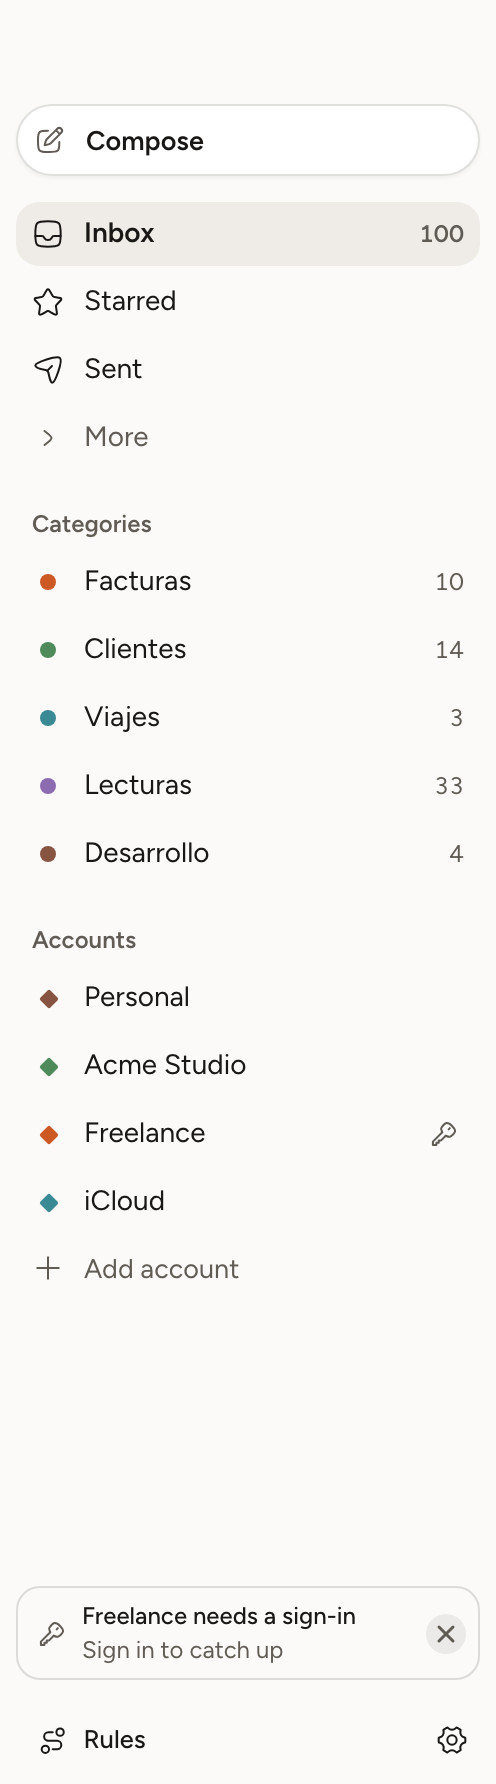 Compose
Inbox 100
Starred
Sent
More
Categories
Facturas 10
Clientes 14
Viajes 3
Lecturas 33
Desarrollo 4
Accounts
Personal
Acme Studio
Freelance
iCloud
Add account
Freelance needs a sign-in
Sign in to catch up
Rules